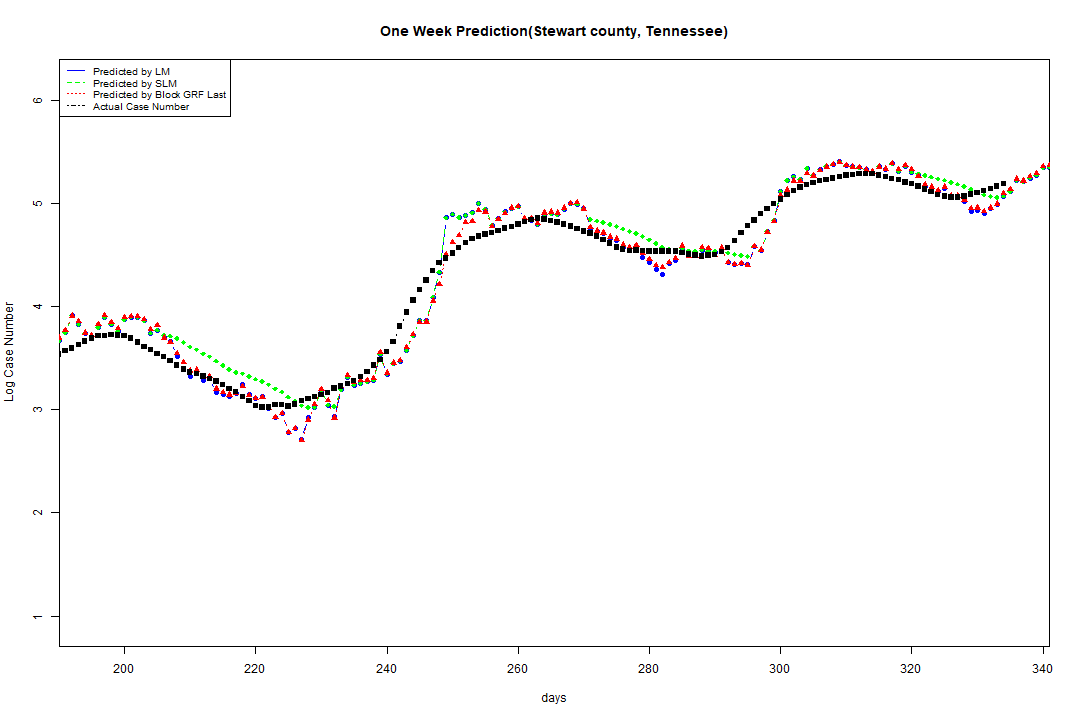 One Week Prediction(Stewart county, Tennessee)
Predicted by LM
Predicted by SLM
Predicted by Block GRF Last
Actual Case Number
6
5
4
3
2
1
Log Case Number
200 220 240 260 280 300 320 340
days